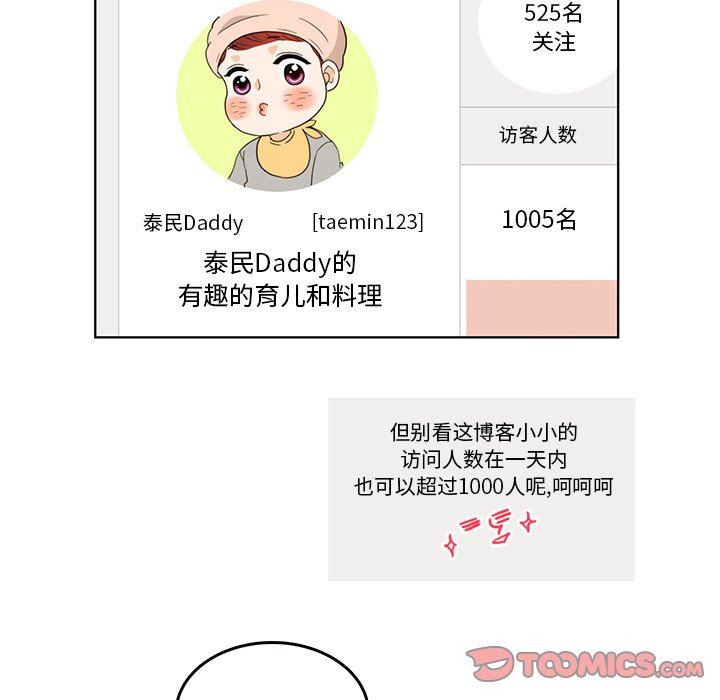 525名
关注
访客人数
1005名
泰民Daddy
[taemin123]
泰民Daddy的
有趣的育儿和料理
但别看这博客小小的
访问人数在一天内
也可以超过1000人呢,呵呵呵
TOOMICS.com